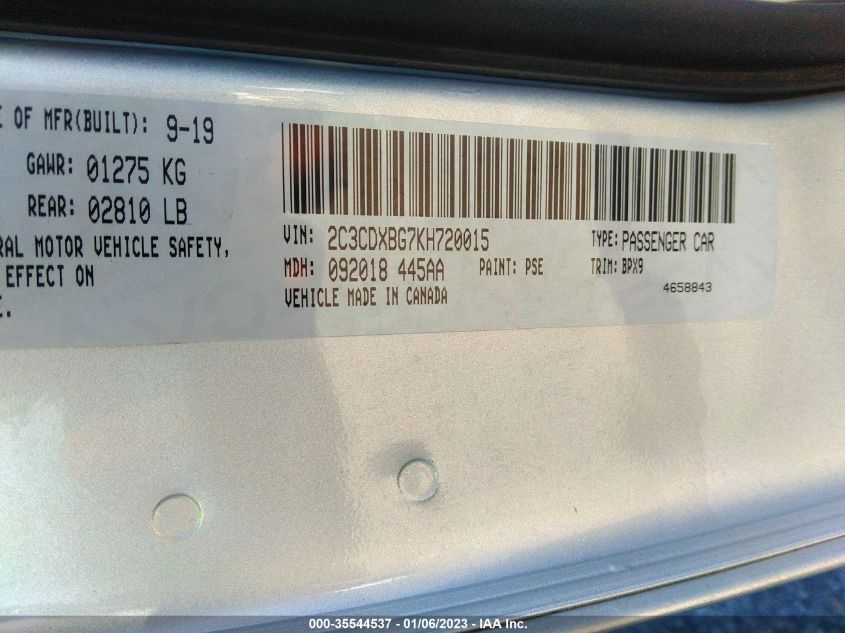 E OF MFR(BUILT): 9-19
GAWR: 01275 KG
REAR: 02810 LB
RAL MOTOR VEHICLE SAFETY,
EFFECT ON
E.
VIN: 2C3CDXBG7KH720015 TYPE: PASSENGER CAR
MDH: 092018 445AA PAINT: PSE TRIM: BPX9
VEHICLE MADE IN CANADA 4658843
000-35544537 - 01/06/2023 - IAA Inc.